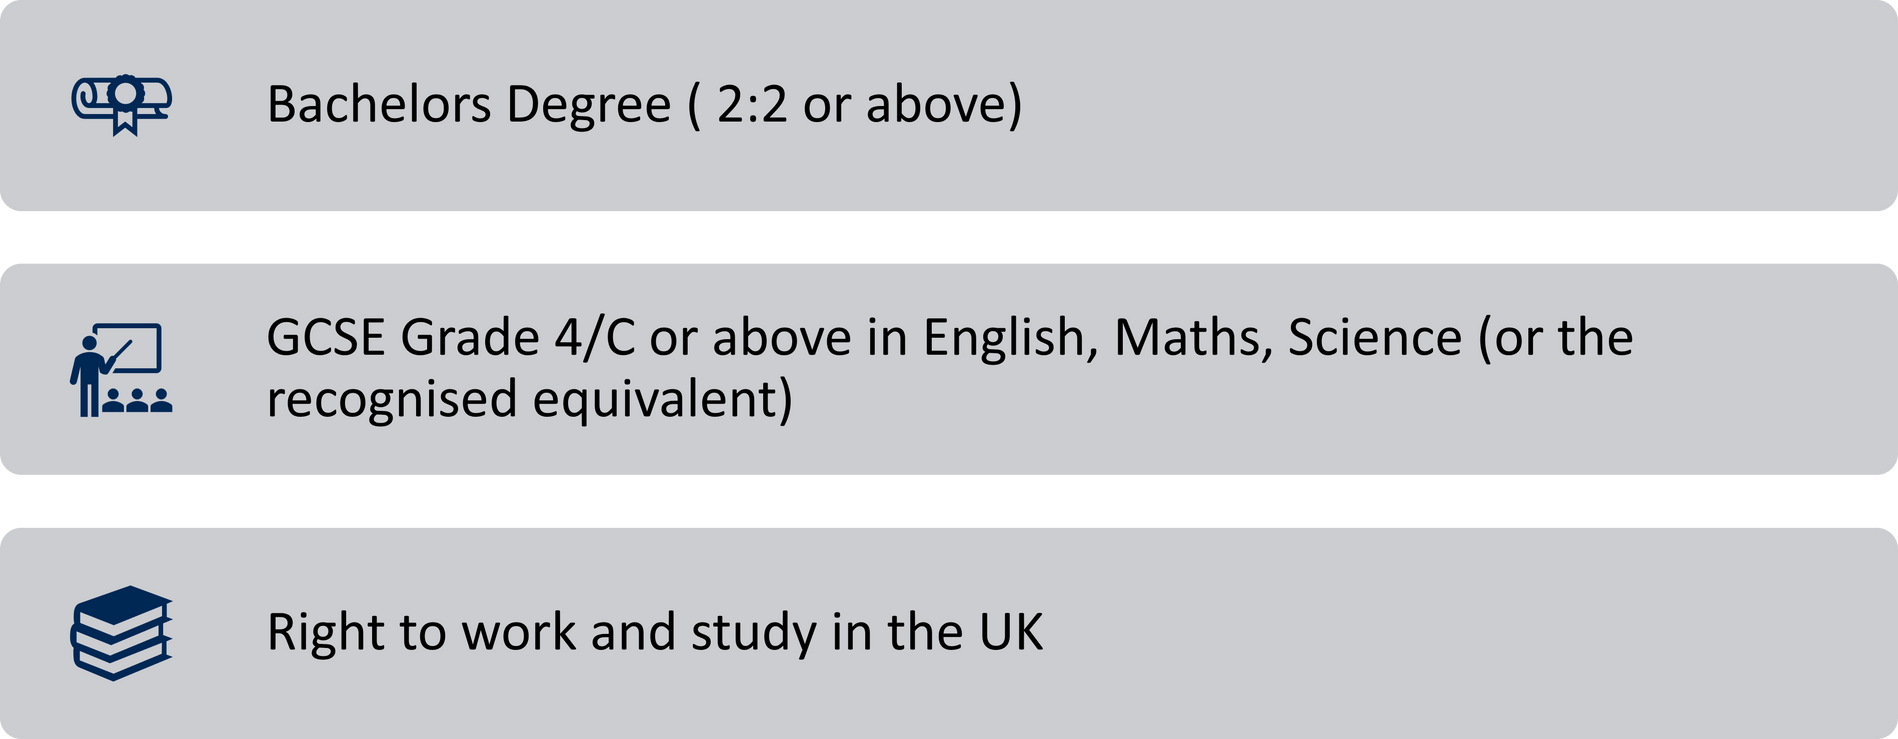 Bachelors Degree ( 2:2 or above)
GCSE Grade 4/C or above in English, Maths, Science (or the
recognised equivalent)
Right to work and study in the UK